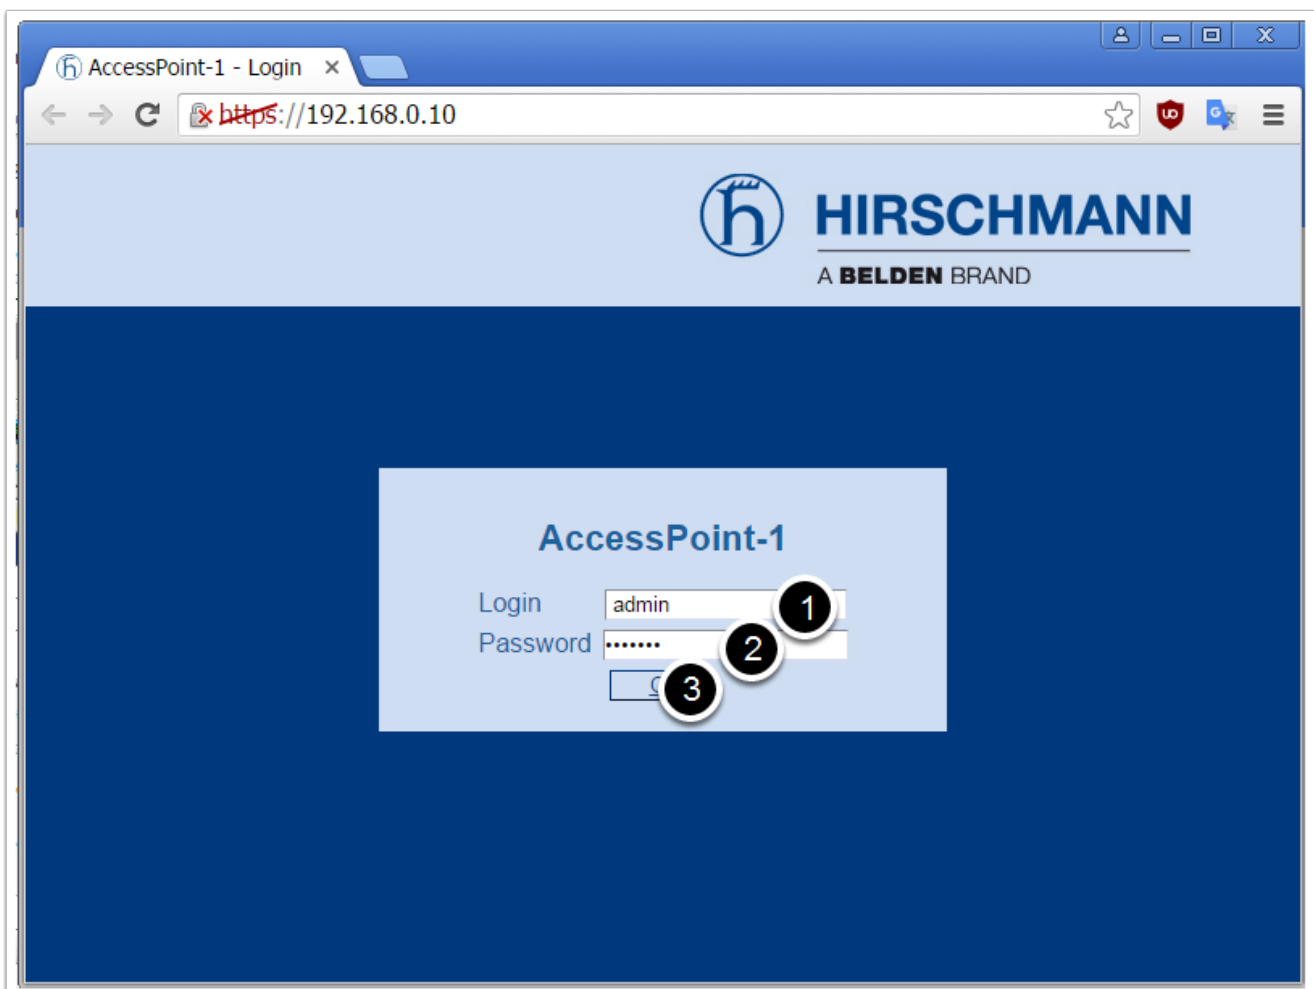 AccessPoint-1 - Login
https://192.168.0.10
HIRSCHMANN
A BELDEN BRAND
AccessPoint-1
Login admin 1
Password ••••••• 2
3